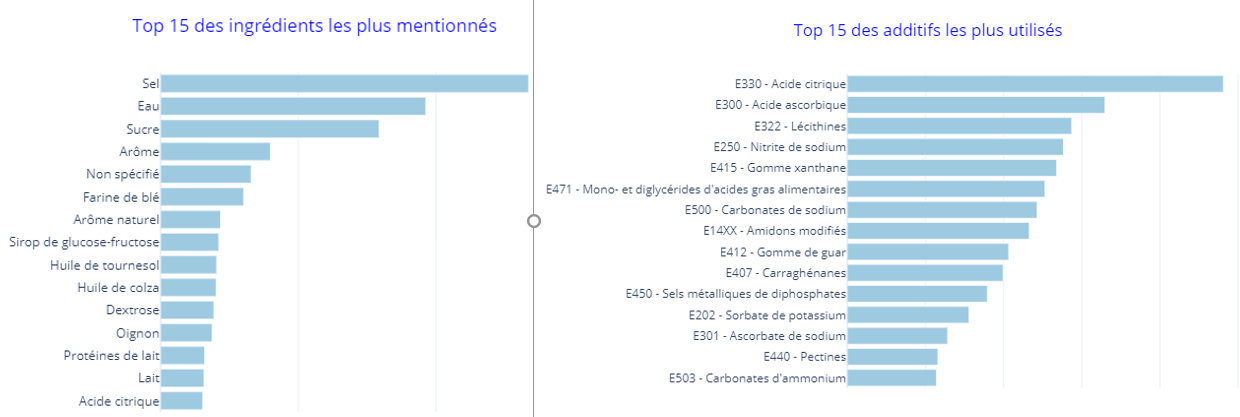 Top 15 des ingrédients les plus mentionnés
Sel
Eau
Sucre
Arôme
Non spécifié
Farine de blé
Arôme naturel
Sirop de glucose-fructose
Huile de tournesol
Huile de colza
Dextrose
Oignon
Protéines de lait
Lait
Acide citrique
Top 15 des additifs les plus utilisés
E330 - Acide citrique
E300 - Acide ascorbique
E322 - Lécithines
E250 - Nitrite de sodium
E415 - Gomme xanthane
E471 - Mono- et diglycérides d'acides gras alimentaires
E500 - Carbonates de sodium
E14XX - Amidons modifiés
E412 - Gomme de guar
E407 - Carraghénanes
E450 - Sels métalliques de diphosphates
E202 - Sorbate de potassium
E301 - Ascorbate de sodium
E440 - Pectines
E503 - Carbonates d'ammonium